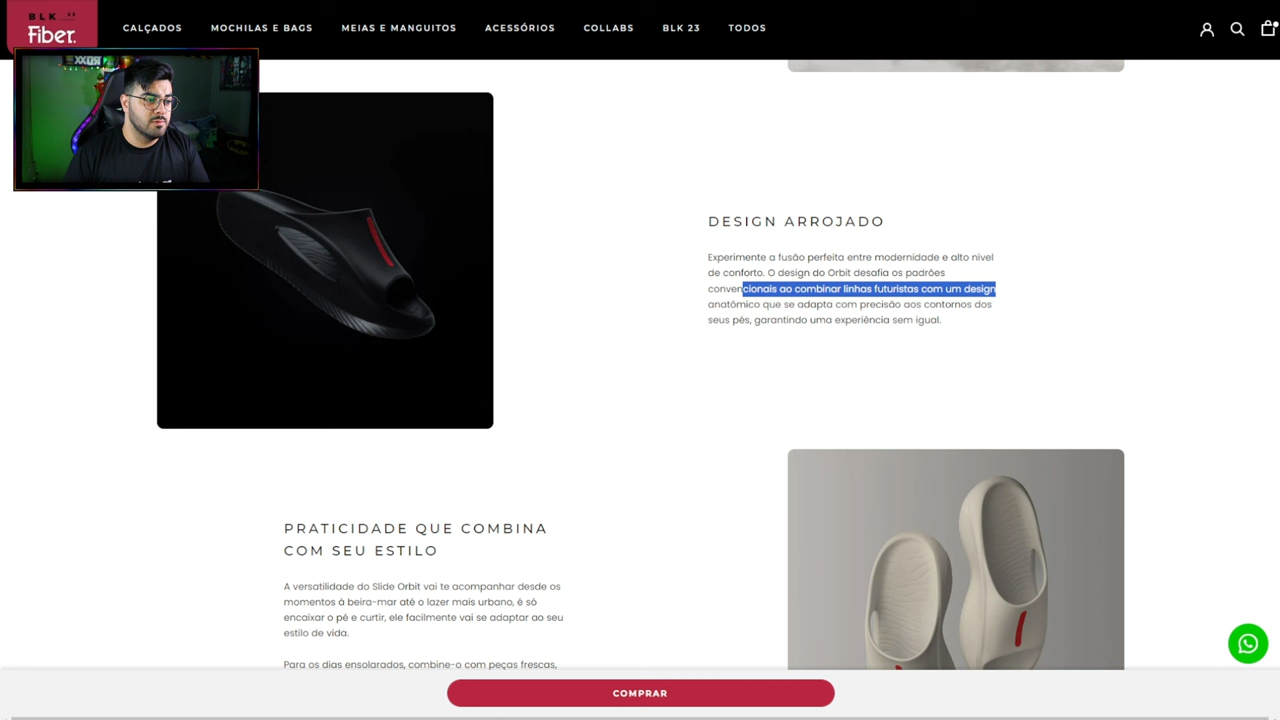 BLK
Fiber.
CALÇADOS
MOCHILAS E BAGS
MEIAS E MANGUITOS
ACESSÓRIOS
COLLABS
BLK 23
TODOS
DESIGN ARROJADO
Experimente a fusão perfeita entre modernidade e alto nível
de conforto. O design do Orbit desafia os padrões
convencionais ao combinar linhas futuristas com um design
anatômico que se adapta com precisão aos contornos dos
seus pés, garantindo uma experiência sem igual.
PRATICIDADE QUE COMBINA
COM SEU ESTILO
A versatilidade do Slide Orbit vai te acompanhar desde os
momentos à beira-mar até o lazer mais urbano, é só
encaixar o pé e curtir, ele facilmente vai se adaptar ao seu
estilo de vida.
Para os dias ensolarados, combine-o com peças frescas,
COMPRAR